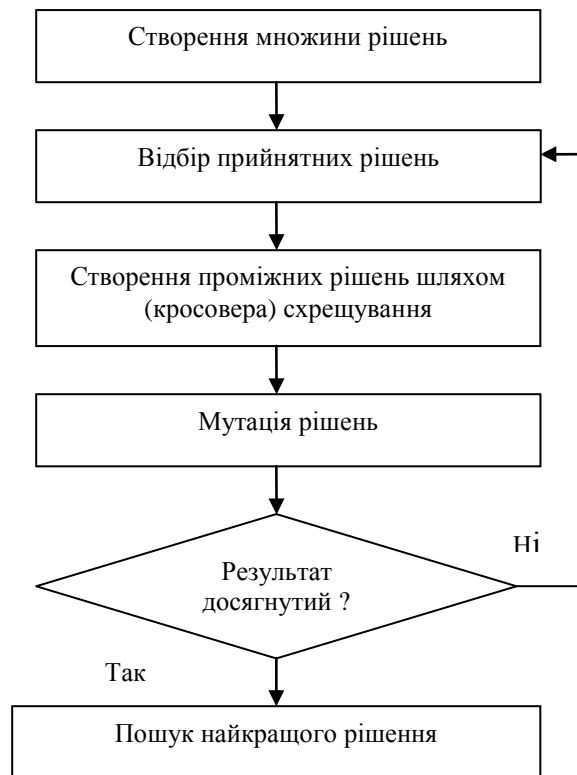 Створення множини рішень
Відбір прийнятних рішень
Створення проміжних рішень шляхом
(кросовера) схрещування
Мутація рішень
Ні
Результат
досягнутий ?
Так
Пошук найкращого рішення